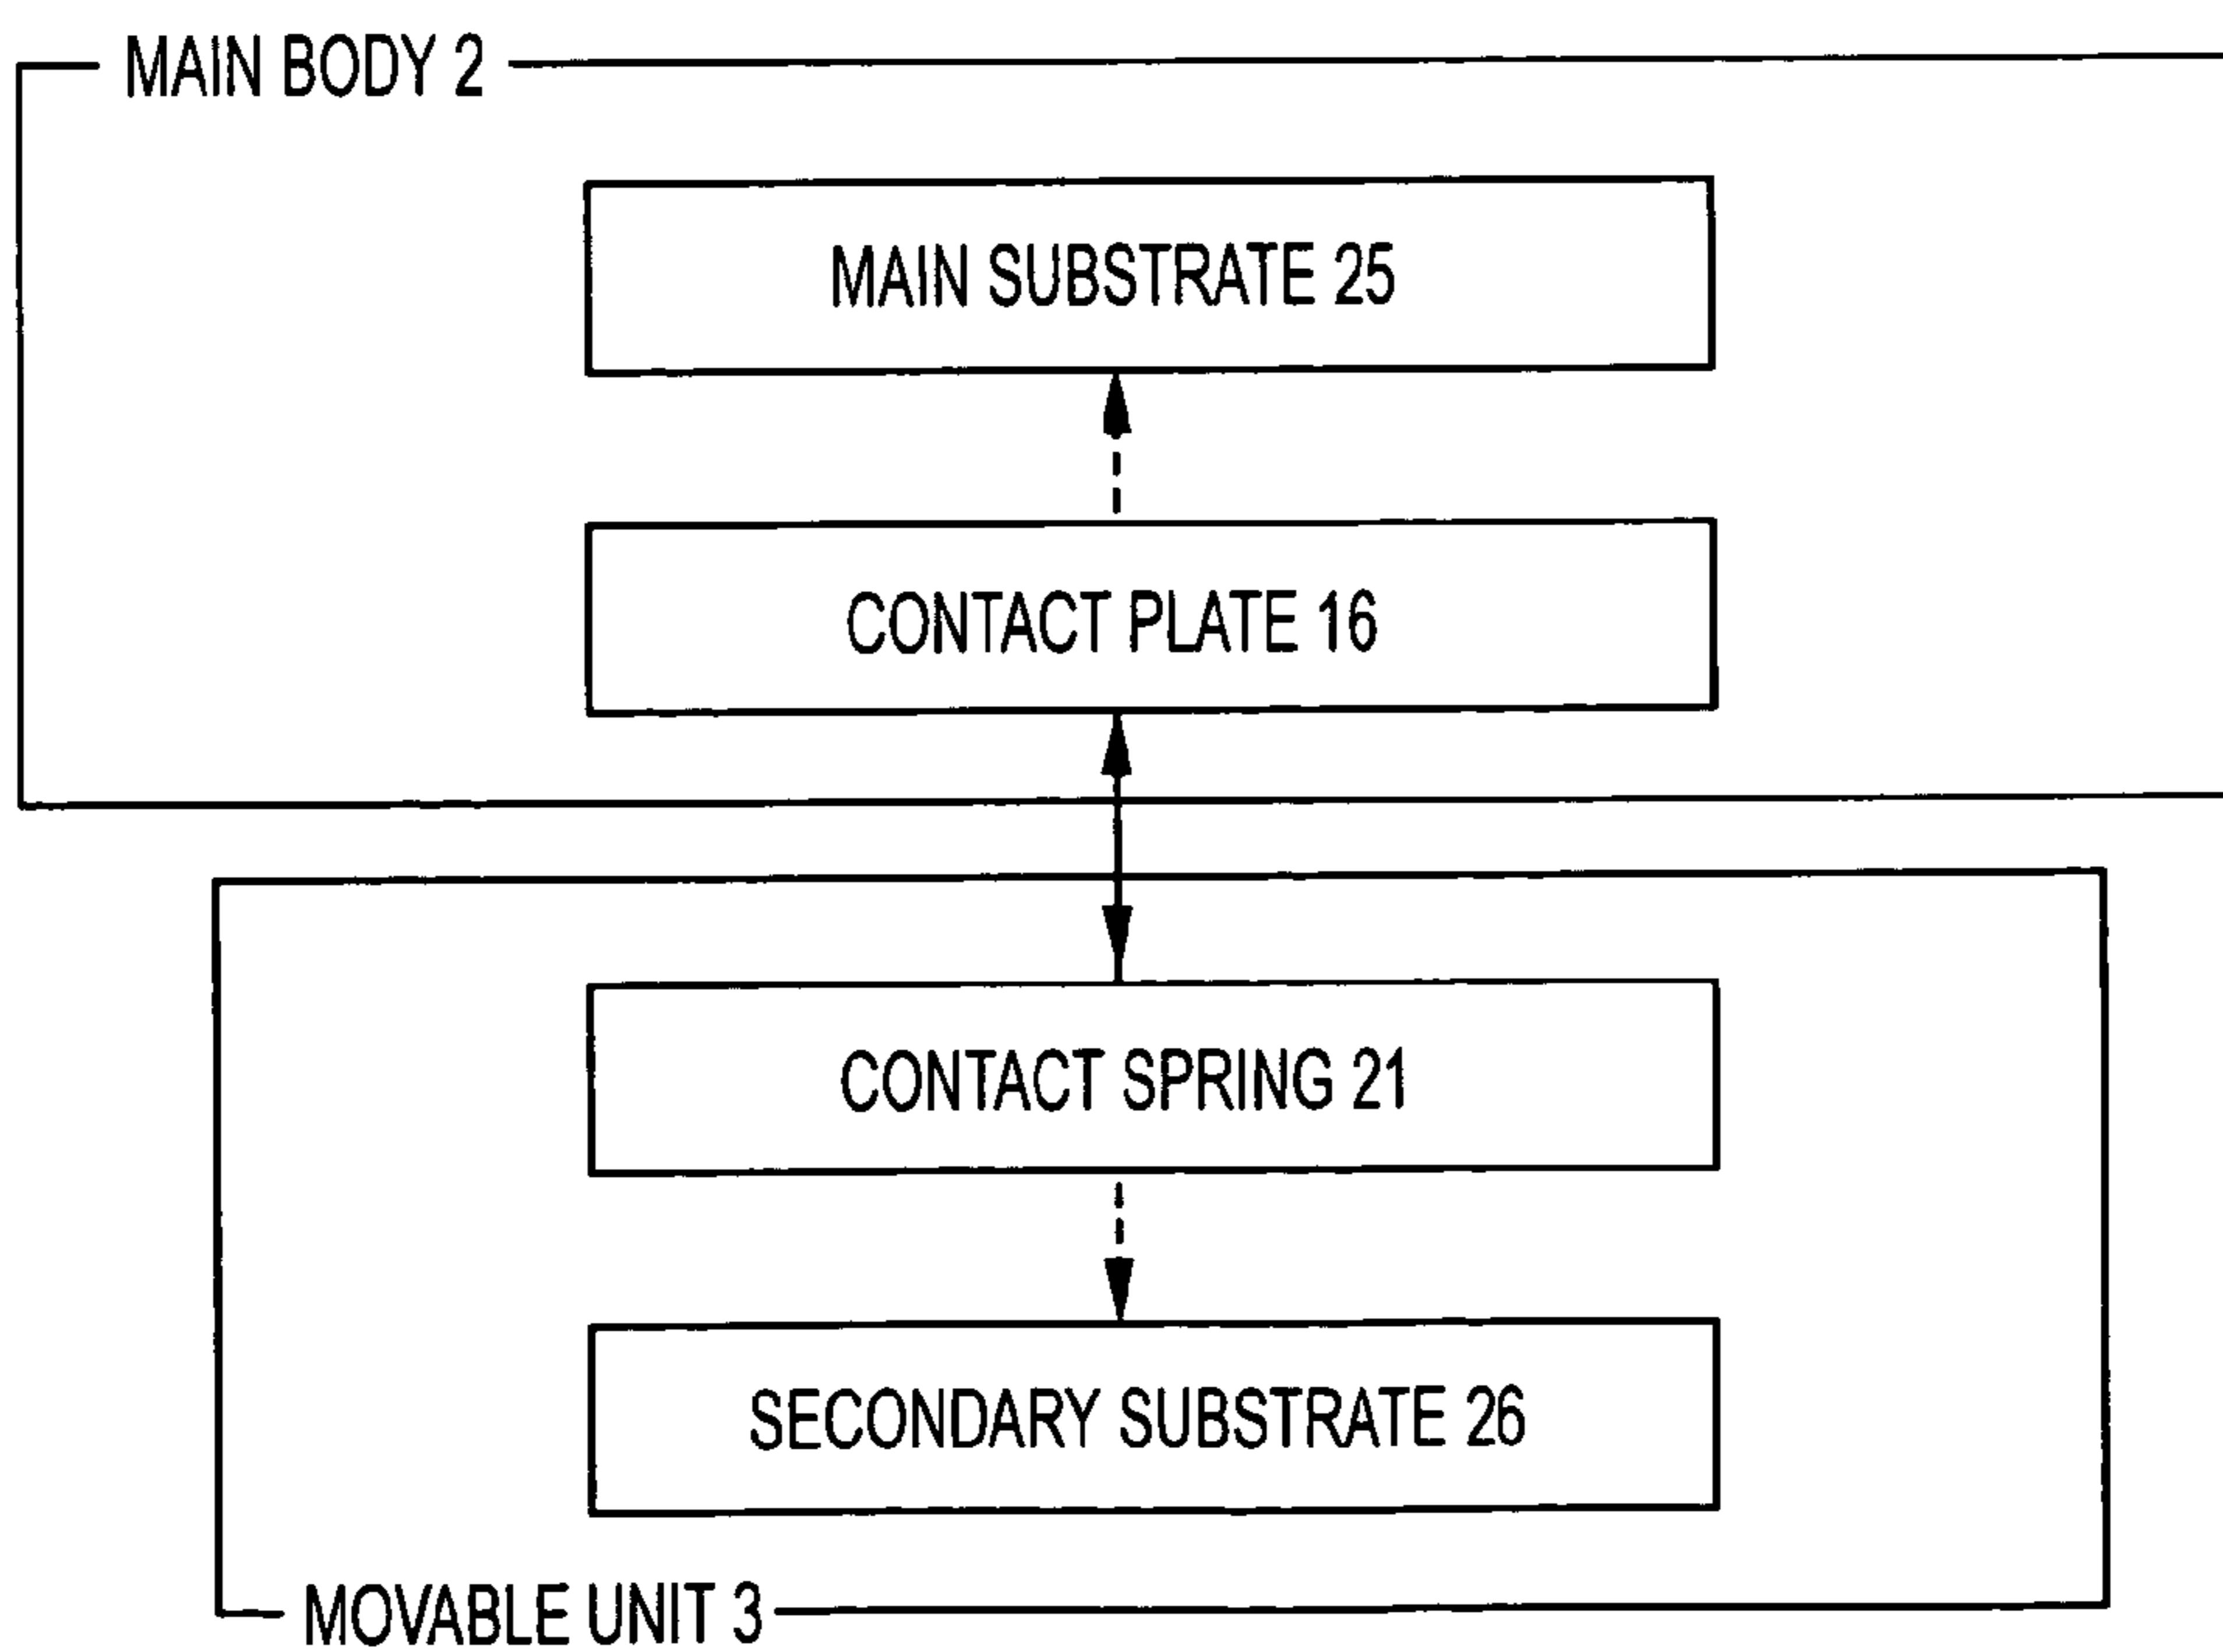 MAIN BODY 2
MAIN SUBSTRATE 25
CONTACT PLATE 16
CONTACT SPRING 21
SECONDARY SUBSTRATE 26
MOVABLE UNIT 3